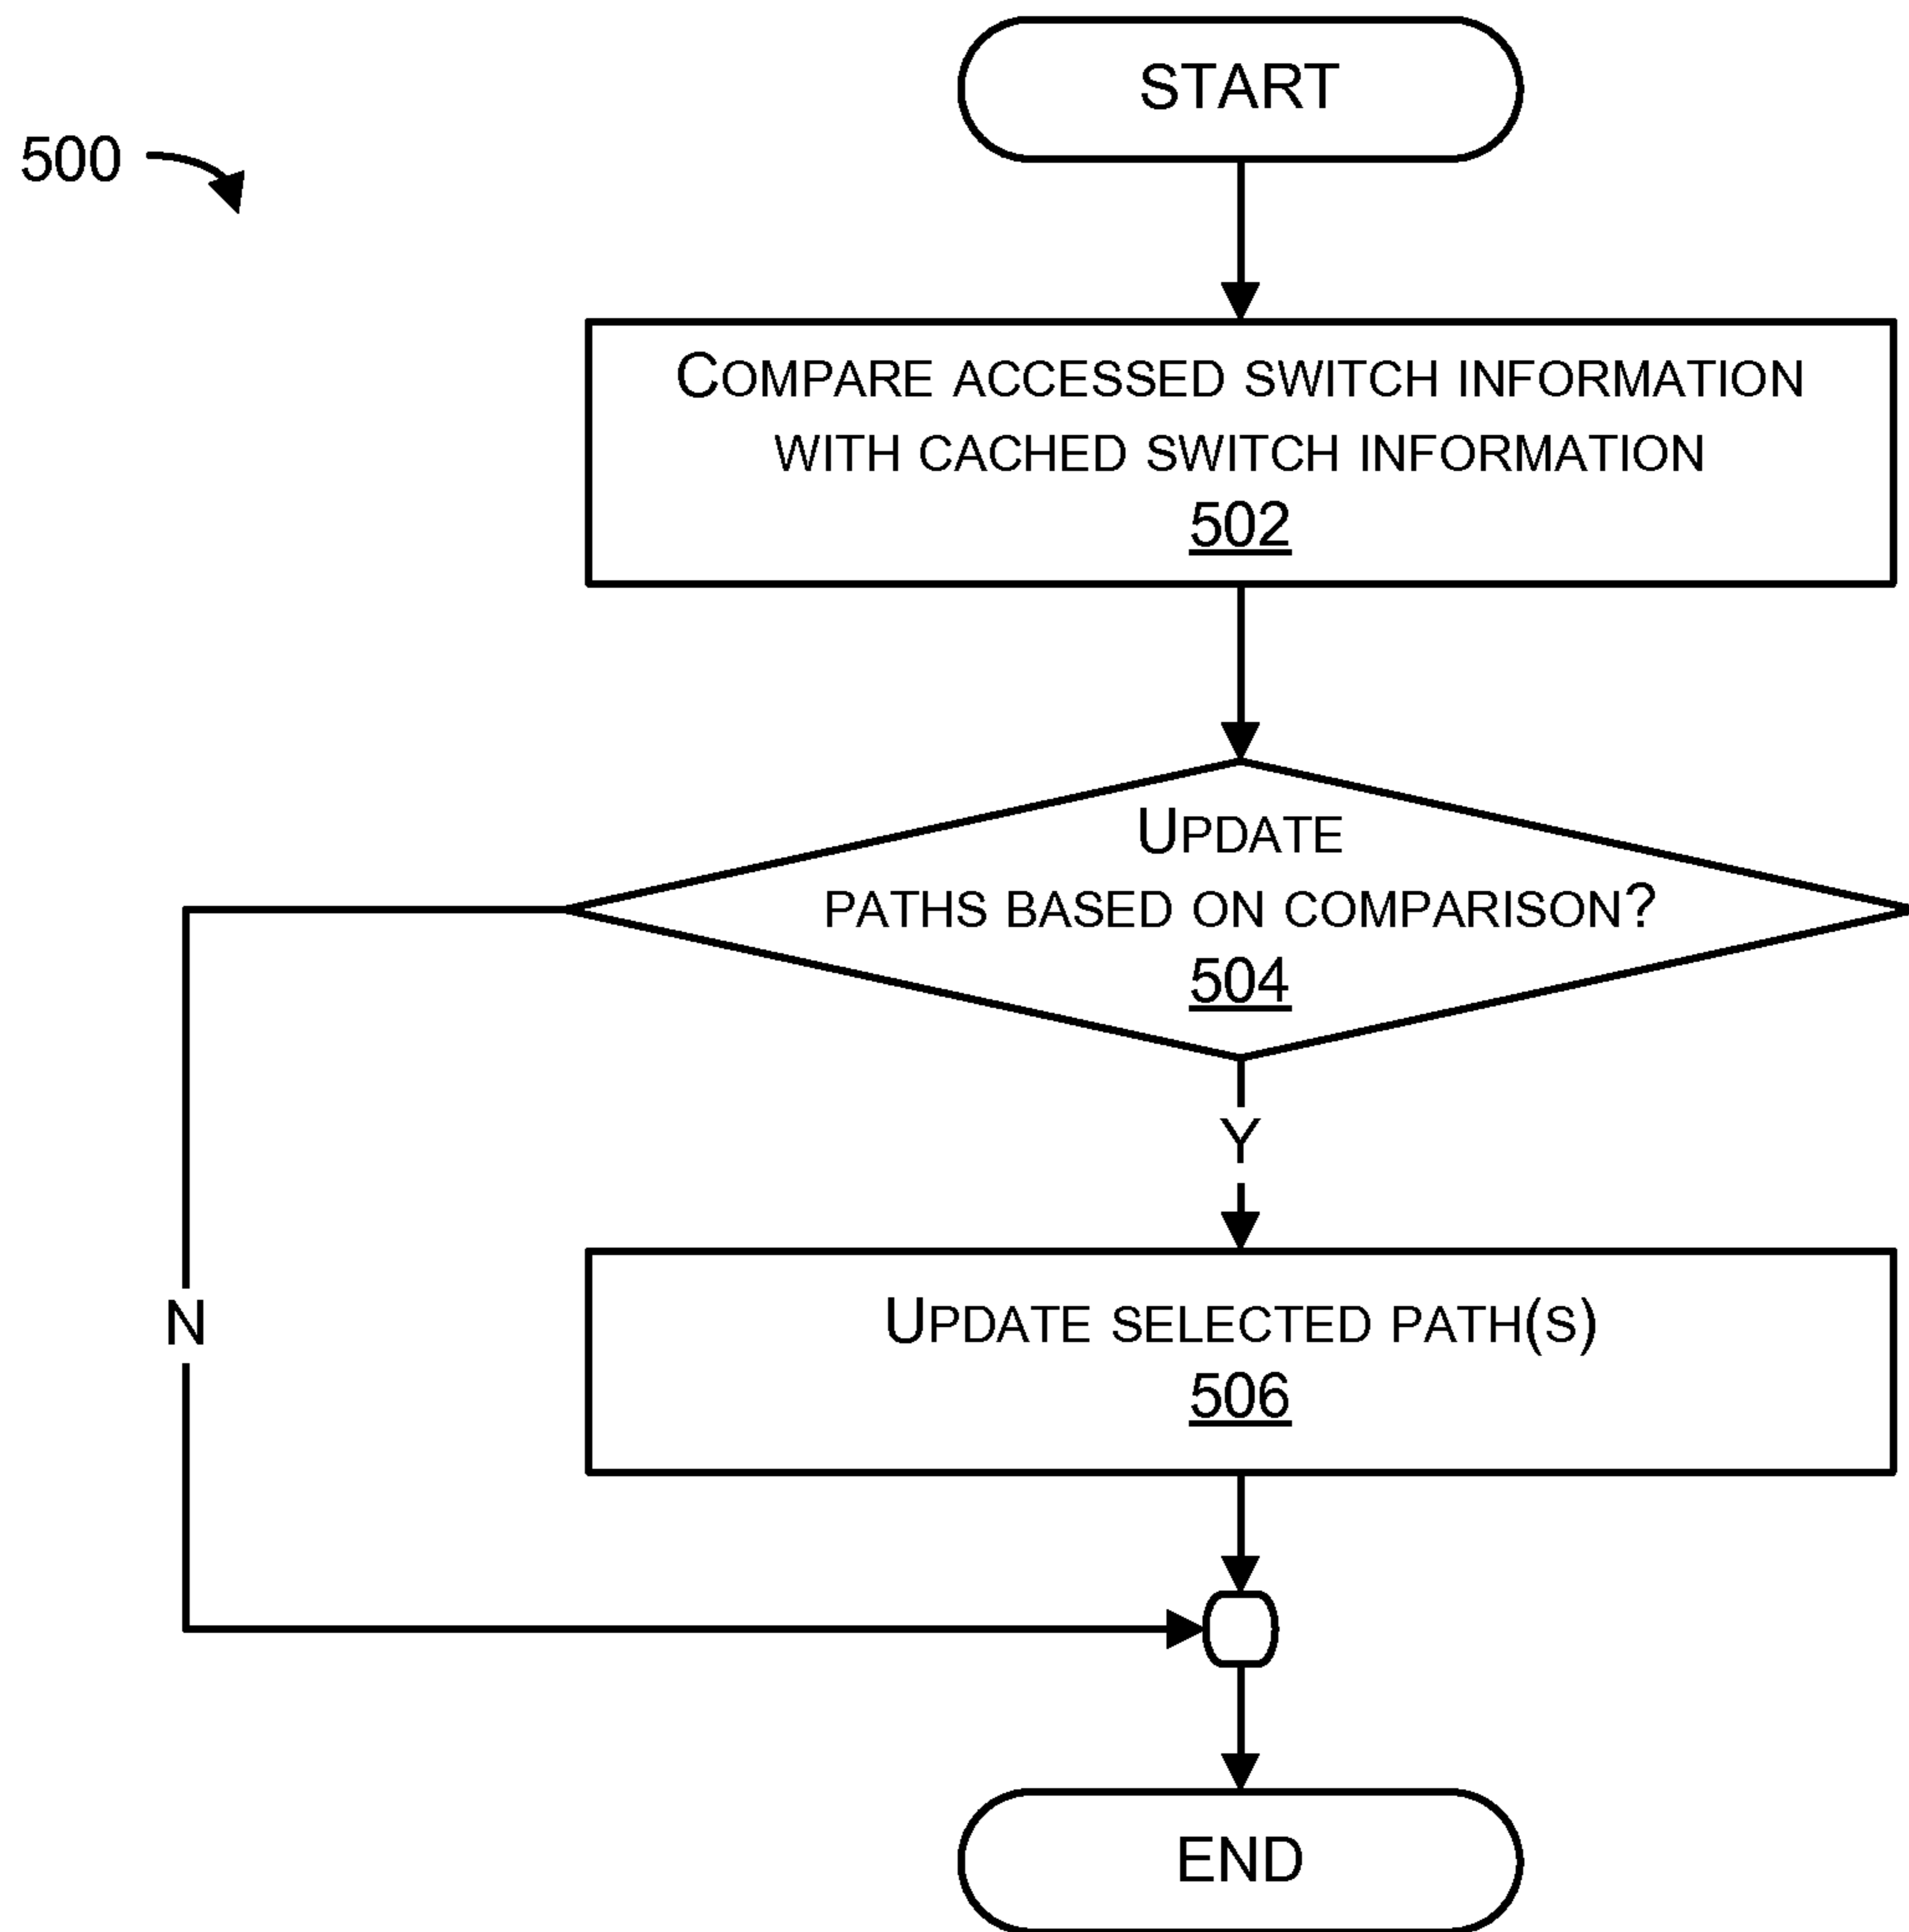 START
500
COMPARE ACCESSED SWITCH INFORMATION
WITH CACHED SWITCH INFORMATION
502
UPDATE
PATHS BASED ON COMPARISON?
504
Y
N
UPDATE SELECTED PATH(S)
506
END